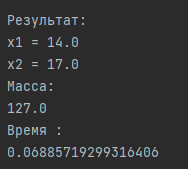 Результат:
x1 = 14.0
x2 = 17.0
Масса:
127.0
Время :
0.06885719299316406